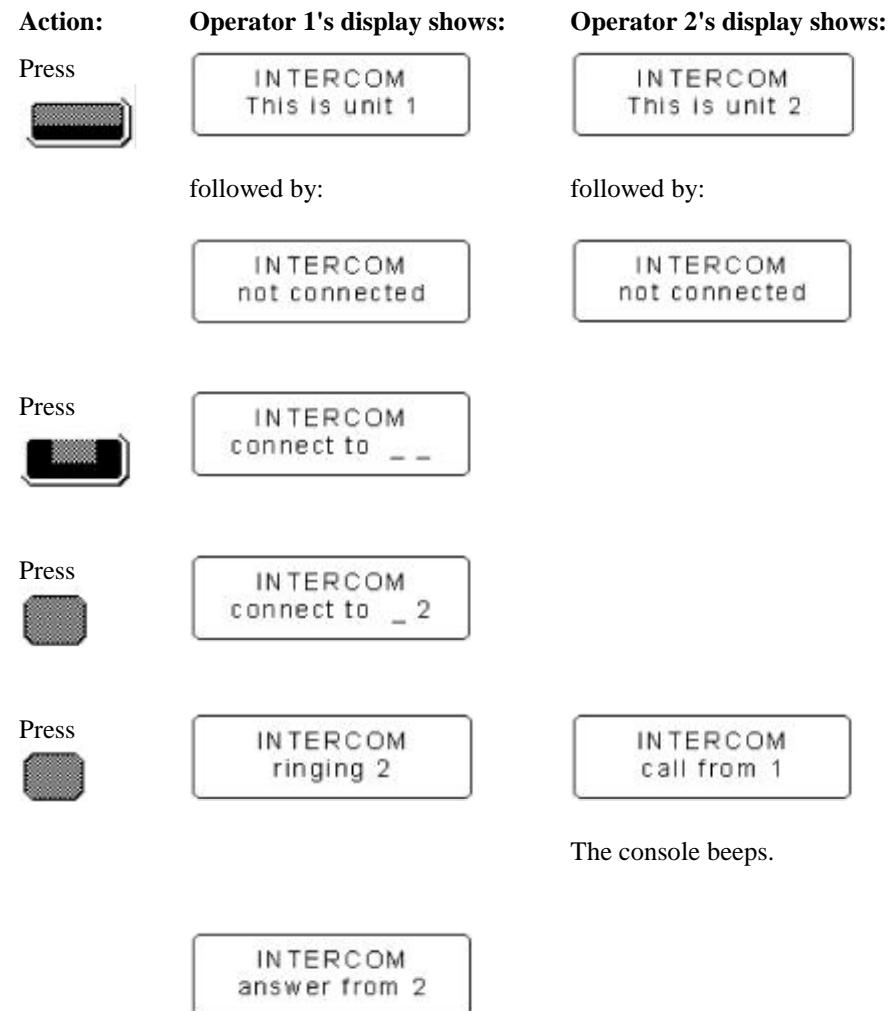 Action: Operator 1's display shows: Operator 2's display shows:
Press
INTERCOM
This is unit 1
INTERCOM
This is unit 2
followed by: followed by:
INTERCOM
not connected
INTERCOM
not connected
Press
INTERCOM
connect to _ _
Press
INTERCOM
connect to _ 2
Press
INTERCOM
ringing 2
INTERCOM
call from 1
The console beeps.
INTERCOM
answer from 2